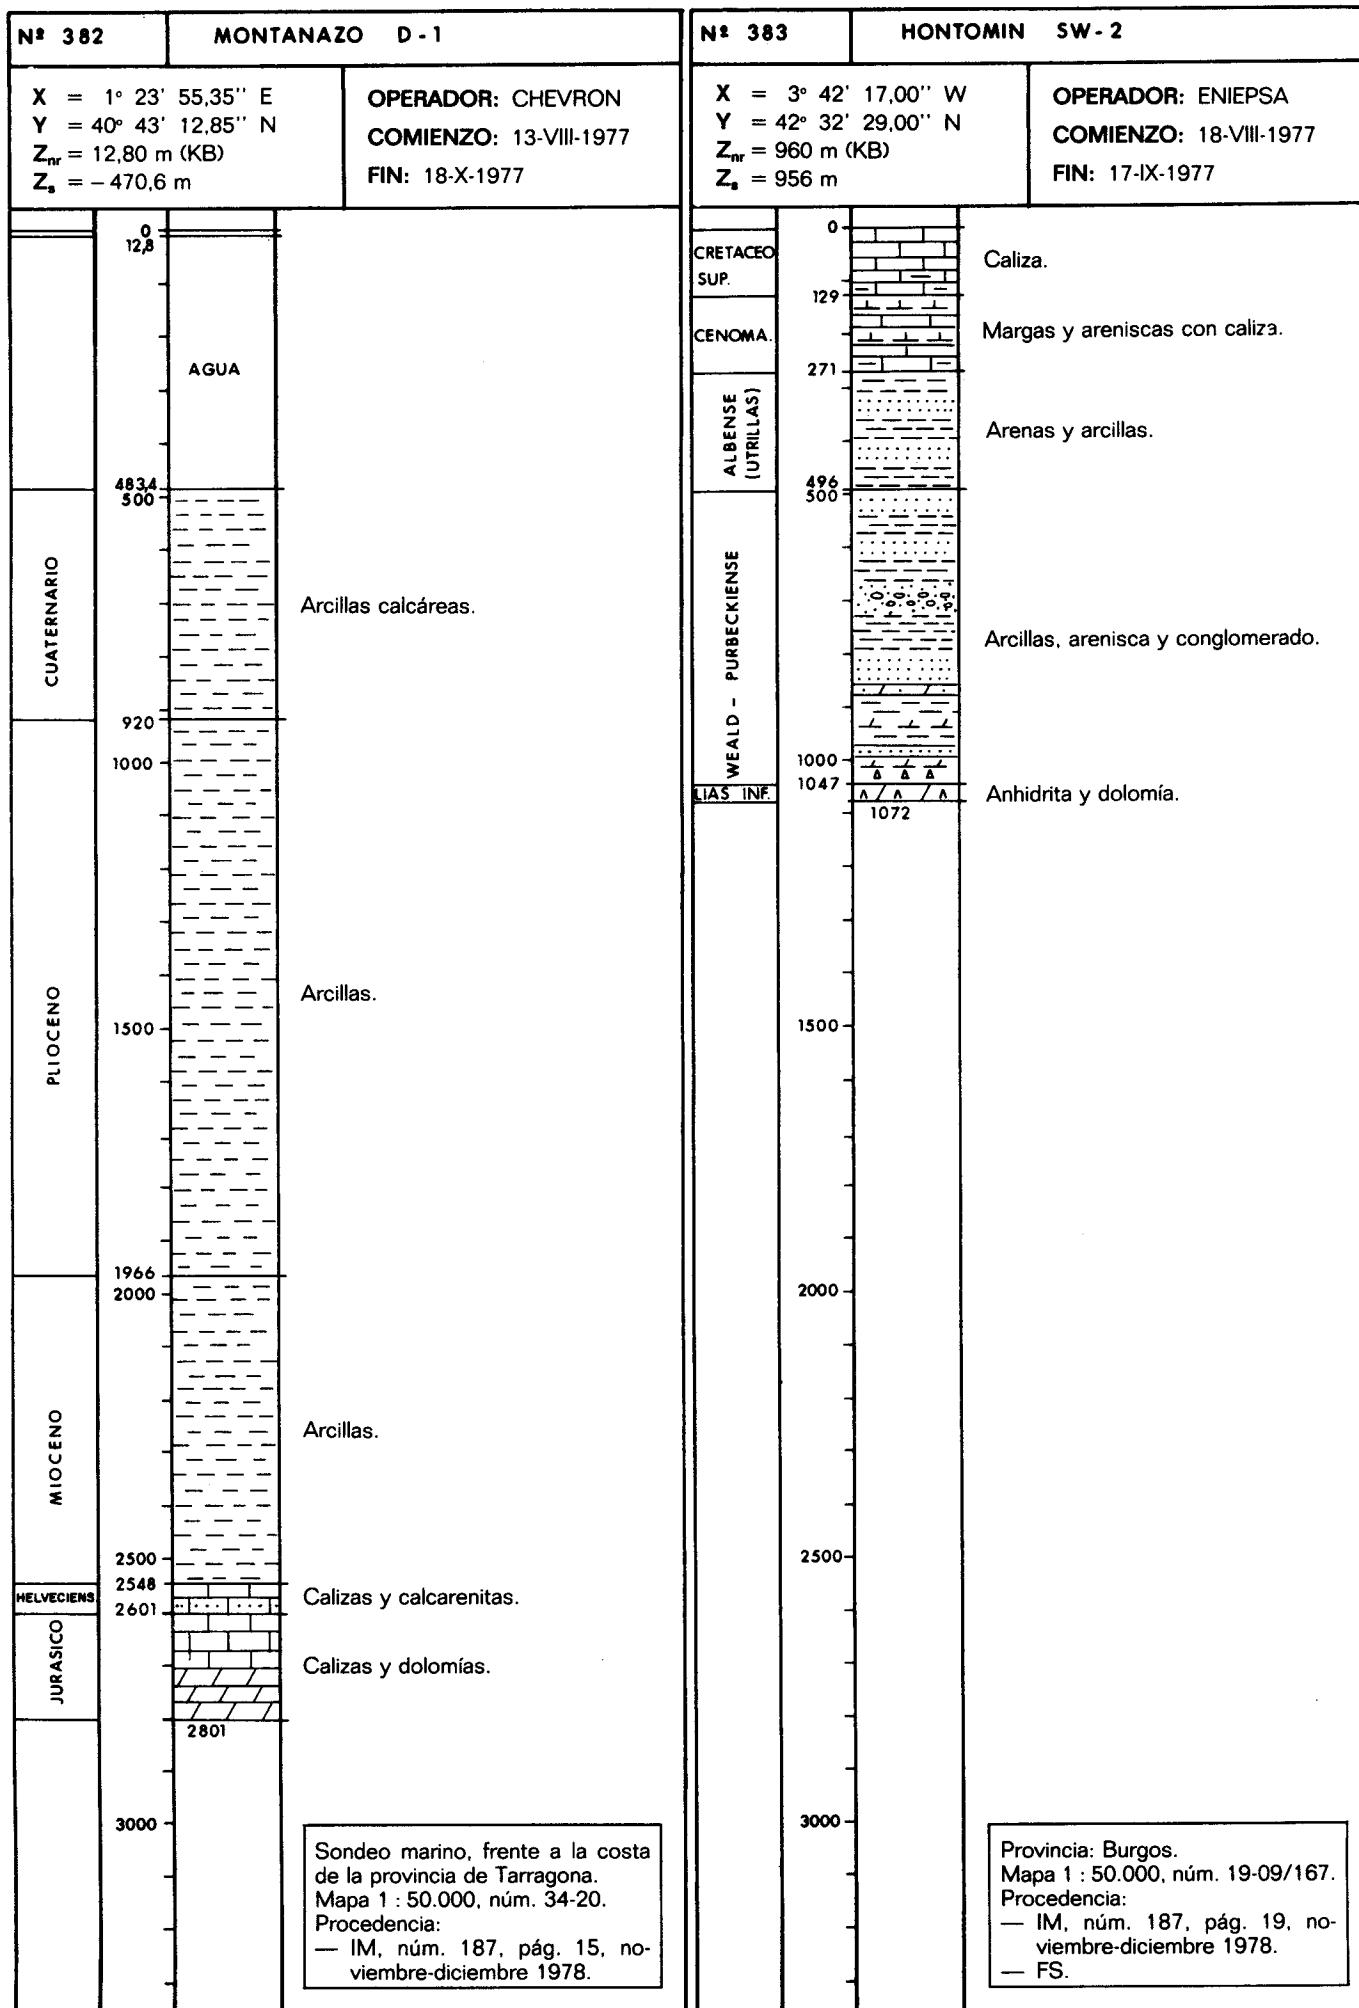 Nº 382
MONTANAZO D-1
X = 1° 23' 55,35'' E
Y = 40° 43' 12,85'' N
Znr = 12,80 m (KB)
Zs = – 470,6 m
OPERADOR: CHEVRON
COMIENZO: 13-VIII-1977
FIN: 18-X-1977
0
12,8
AGUA
483,4
500
CUATERNARIO
Arcillas calcáreas.
920
1000
PLIOCENO
Arcillas.
1500
1966
2000
MIOCENO
Arcillas.
2500
2548
HELVECIENS.
Calizas y calcarenitas.
2601
JURASICO
Calizas y dolomías.
2801
3000
Sondeo marino, frente a la costa
de la provincia de Tarragona.
Mapa 1 : 50.000, núm. 34-20.
Procedencia:
— IM, núm. 187, pág. 15, no-
viembre-diciembre 1978.
Nº 383
HONTOMIN SW-2
X = 3° 42' 17,00'' W
Y = 42° 32' 29,00'' N
Znr = 960 m (KB)
Zs = 956 m
OPERADOR: ENIEPSA
COMIENZO: 18-VIII-1977
FIN: 17-IX-1977
0
CRETACEO
SUP.
Caliza.
129
CENOMA.
Margas y areniscas con caliza.
271
ALBENSE
(UTRILLAS)
Arenas y arcillas.
496
500
WEALD - PURBECKIENSE
Arcillas, arenisca y conglomerado.
1000
1047
LIAS INF.
Anhidrita y dolomía.
1072
1500
2000
2500
3000
Provincia: Burgos.
Mapa 1 : 50.000, núm. 19-09/167.
Procedencia:
— IM, núm. 187, pág. 19, no-
viembre-diciembre 1978.
— FS.